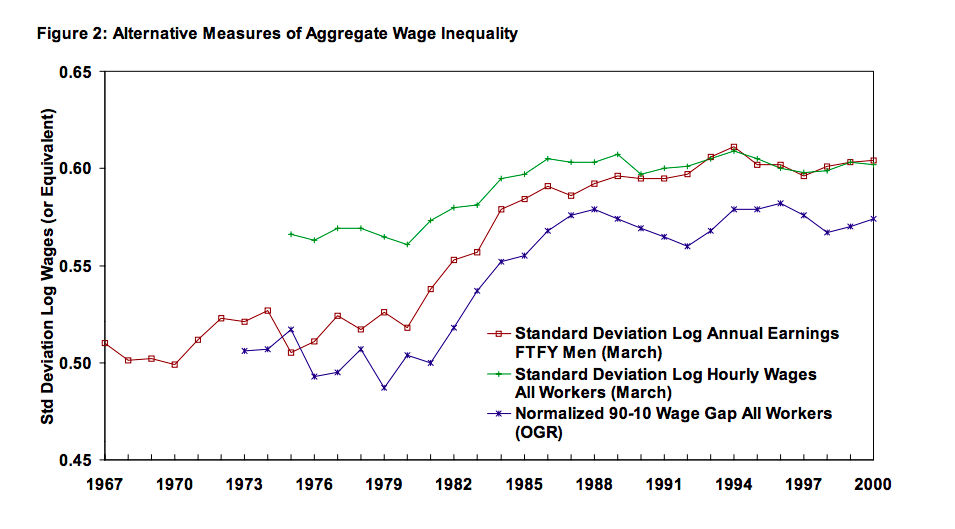 Figure 2: Alternative Measures of Aggregate Wage Inequality
Std Deviation Log Wages (or Equivalent)
0.65
0.60
0.55
0.50
0.45
Standard Deviation Log Annual Earnings
FTFY Men (March)
Standard Deviation Log Hourly Wages
All Workers (March)
Normalized 90-10 Wage Gap All Workers
(OGR)
1967 1970 1973 1976 1979 1982 1985 1988 1991 1994 1997 2000